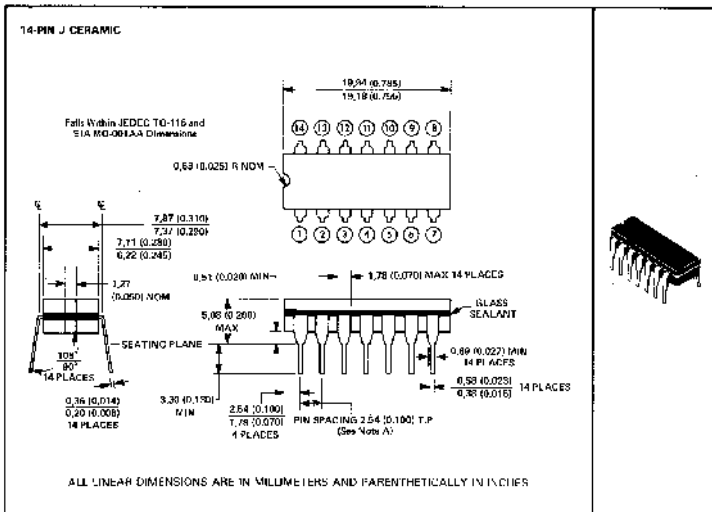 14-PIN J CERAMIC
19,94 (0.785)
19,18 (0.755)
Falls Within JEDEC TO-116 and
EIA MO-001AA Dimensions
14 13 12 11 10 9 8
0,63 (0.025) R NOM
1 2 3 4 5 6 7
℄ ℄
7,87 (0.310)
7,37 (0.290)
7,11 (0.280)
6,22 (0.245)
1,27
(0.050) NOM
0,51 (0.020) MIN
1,78 (0.070) MAX 14 PLACES
5,08 (0.200)
MAX
GLASS
SEALANT
SEATING PLANE
105°
90°
14 PLACES
0,69 (0.027) MIN
14 PLACES
0,58 (0.023)
0,38 (0.015)
14 PLACES
0,36 (0.014)
0,20 (0.008)
14 PLACES
3,30 (0.130)
MIN
2,54 (0.100)
1,78 (0.070)
4 PLACES
PIN SPACING 2,54 (0.100) T.P.
(See Note A)
ALL LINEAR DIMENSIONS ARE IN MILLIMETERS AND PARENTHETICALLY IN INCHES